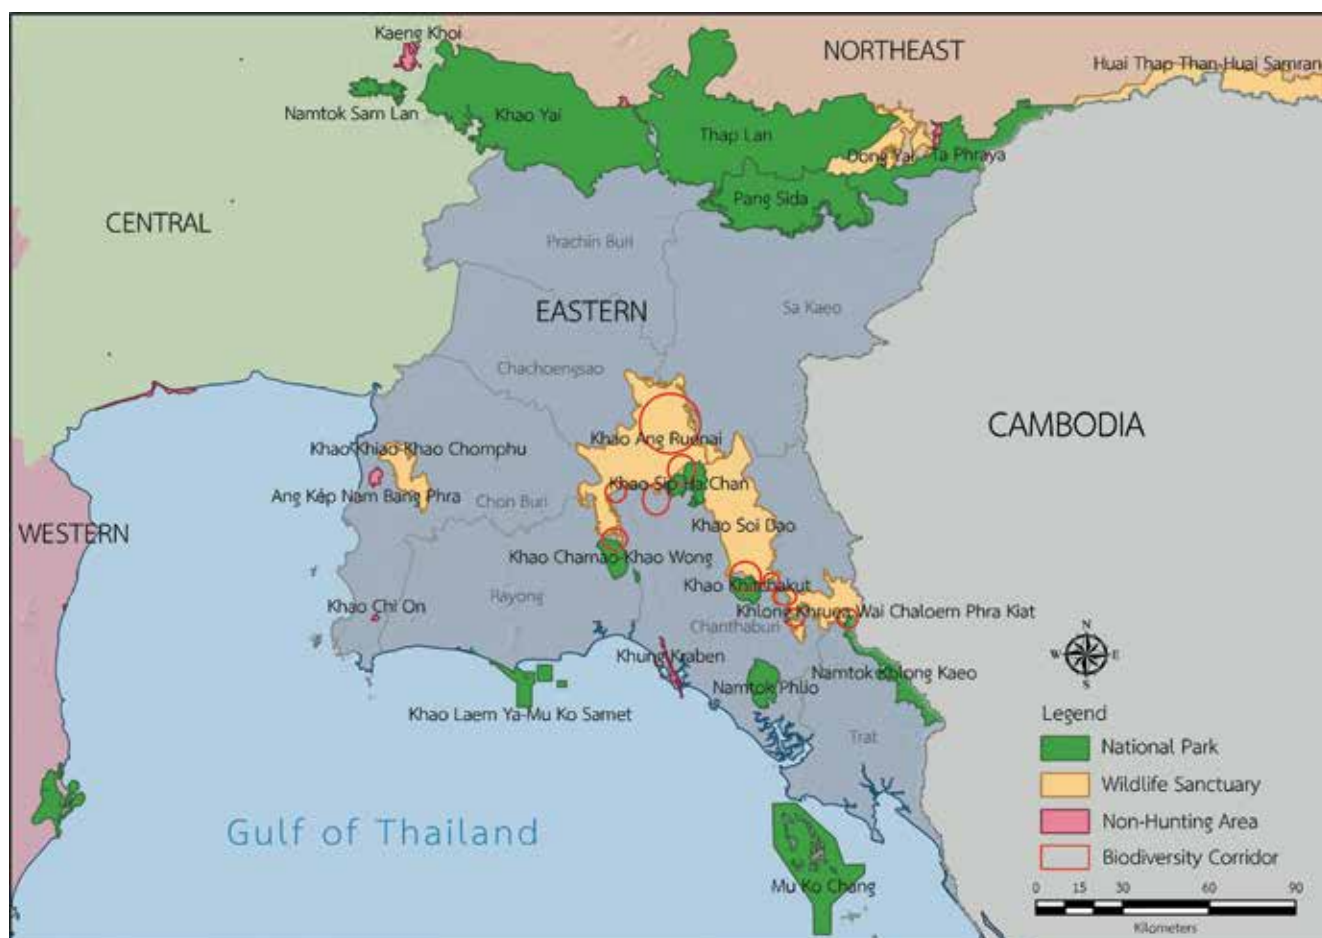 Kaeng Khoi
NORTHEAST
Huai Thap Than-Huai Samran
Namtok Sam Lan
Khao Yai
Thap Lan
Dong Yai
Ta Phraya
Pang Sida
CENTRAL
Prachin Buri
EASTERN
Sa Kaeo
Chachoengsao
CAMBODIA
Khao Khiao-Khao Chomphu
Khao Ang Ruenai
Ang Kep Nam Bang Phra
Khao Sip Ha Chan
Chon Buri
WESTERN
Khao Soi Dao
Khao Chamao-Khao Wong
Khao Khitchakut
Rayong
Khao Chi On
Khlong Khruea Wai Chaloem Phra Kiat
Chanthaburi
Khung Kraben
Namtok Khlong Kaeo
Namtok Phlio
Khao Laem Ya-Mu Ko Samet
Trat
N
W E
S
Legend
National Park
Wildlife Sanctuary
Non-Hunting Area
Biodiversity Corridor
Gulf of Thailand
Mu Ko Chang
0 15 30 60 90
Kilometers